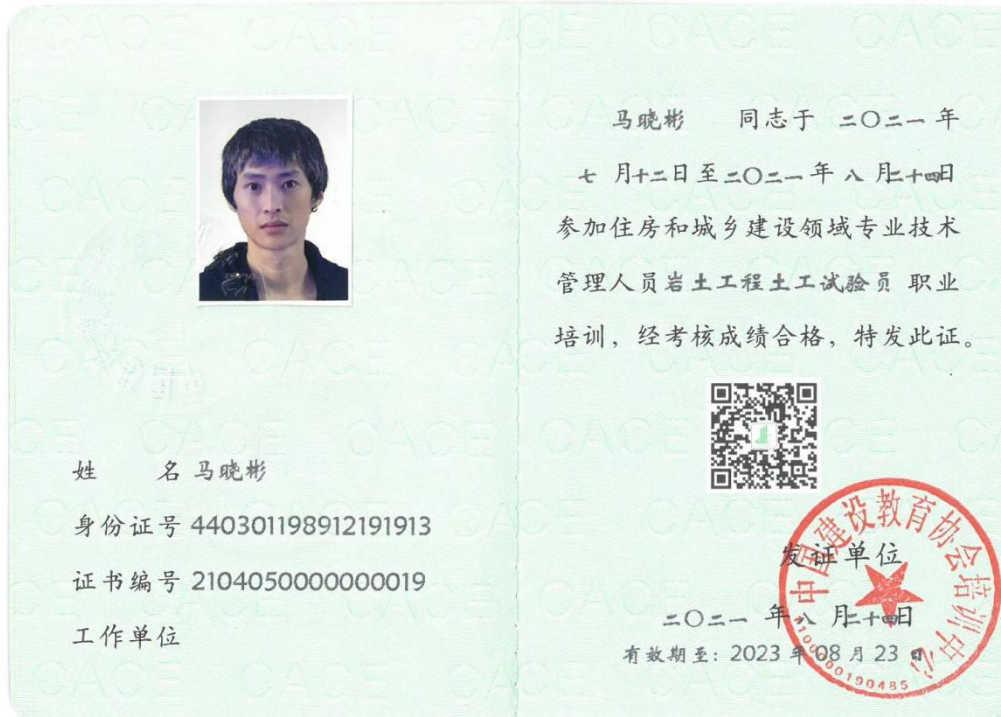 姓 名 马晓彬
身份证号 440301198912191913
证书编号 2104050000000019
工作单位
马晓彬 同志于 二〇二一 年
七 月十二日至二〇二一年 八 月二十四日
参加住房和城乡建设领域专业技术
管理人员岩土工程土工试验员 职业
培训，经考核成绩合格，特发此证。
中国建设教育协会培训中心
发证单位
二〇二一 年 八 月二十四日
有效期至：2023 年 08 月 23 日
CACE